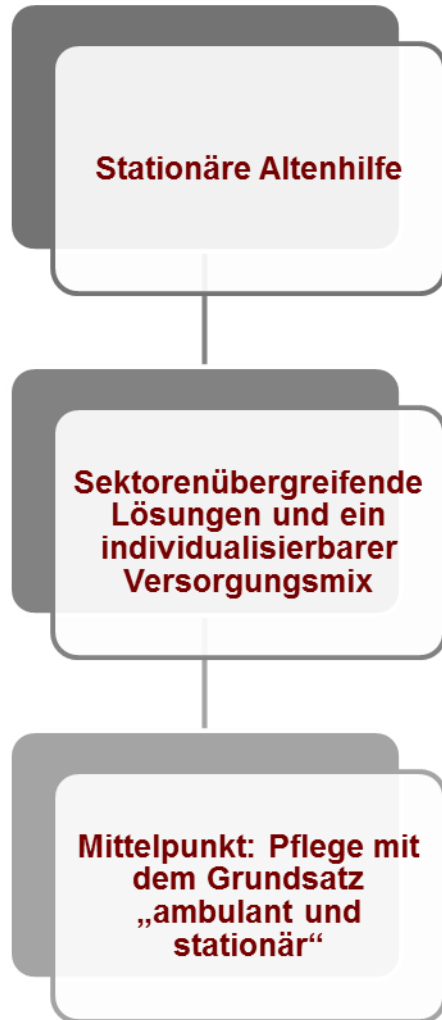 Stationäre Altenhilfe
Sektorenübergreifende
Lösungen und ein
individualisierbarer
Versorgungsmix
Mittelpunkt: Pflege mit
dem Grundsatz
„ambulant und
stationär“